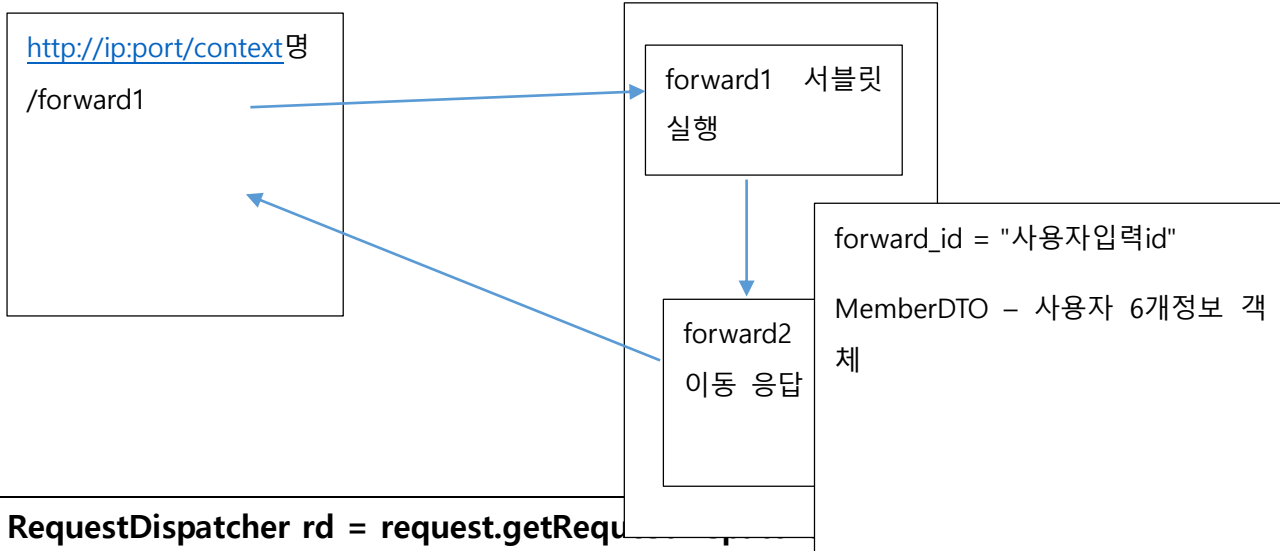 http://ip:port/context명
/forward1
forward1 서블릿
실행
forward_id = "사용자입력id"
MemberDTO – 사용자 6개정보 객
체
forward2
이동 응답
RequestDispatcher rd =